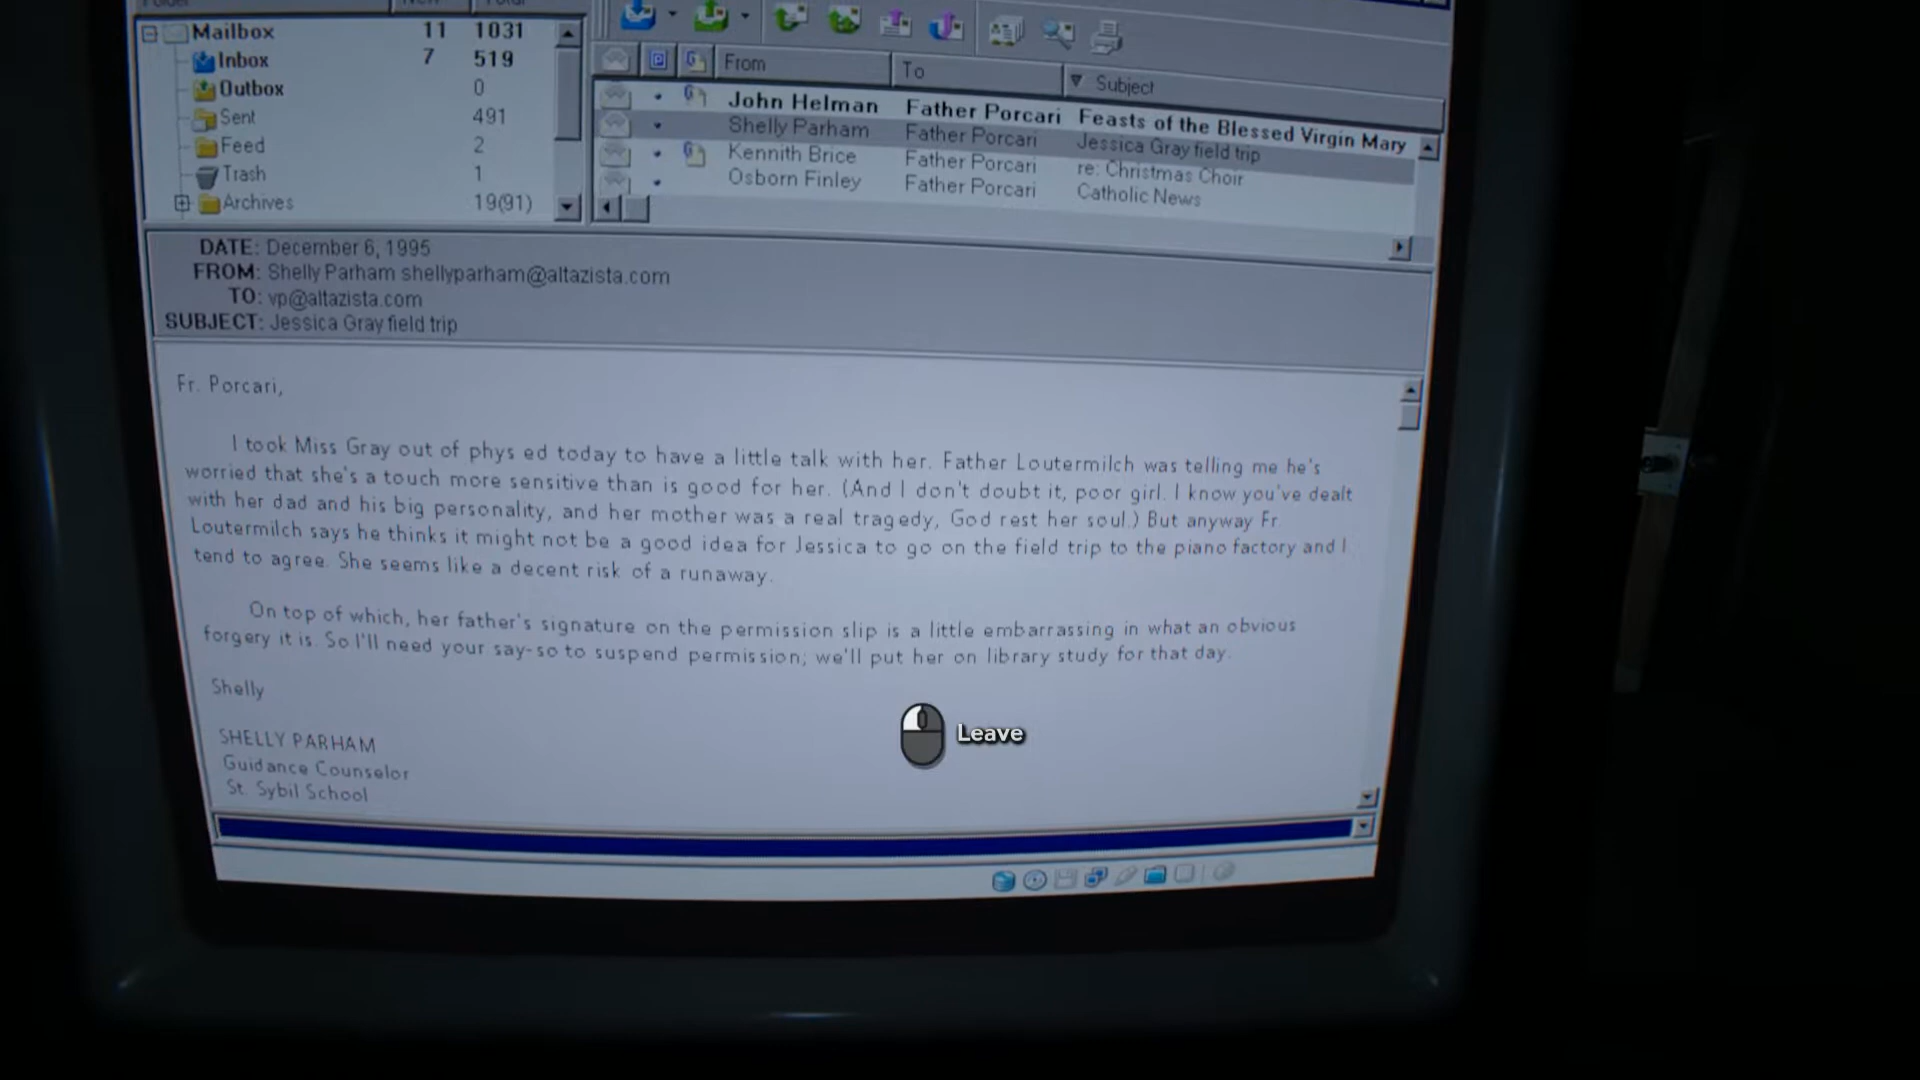 Mailbox 11 1031
Inbox 7 519
Outbox 0
Sent 491
Feed 2
Trash 1
Archives 19(91)
From To Subject
John Helman Father Porcari Feasts of the Blessed Virgin Mary
Shelly Parham Father Porcari Jessica Gray field trip
Kennith Brice Father Porcari re: Christmas Choir
Osborn Finley Father Porcari Catholic News
DATE: December 6, 1995
FROM: Shelly Parham shellyparham@altazista.com
TO: vp@altazista.com
SUBJECT: Jessica Gray field trip
Fr. Porcari,
I took Miss Gray out of phys ed today to have a little talk with her. Father Loutermilch was telling me he's
worried that she's a touch more sensitive than is good for her. (And I don't doubt it, poor girl. I know you've dealt
with her dad and his big personality, and her mother was a real tragedy, God rest her soul.) But anyway Fr
Loutermilch says he thinks it might not be a good idea for Jessica to go on the field trip to the piano factory and I
tend to agree. She seems like a decent risk of a runaway.
On top of which, her father's signature on the permission slip is a little embarrassing in what an obvious
forgery it is. So I'll need your say-so to suspend permission; we'll put her on library study for that day.
Shelly
Leave
SHELLY PARHAM
Guidance Counselor
St. Sybil School